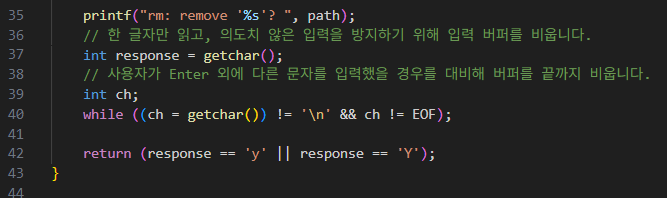 35 printf("rm: remove '%s'? ", path);
36 // 한 글자만 읽고, 의도치 않은 입력을 방지하기 위해 입력 버퍼를 비웁니다.
37 int response = getchar();
38 // 사용자가 Enter 외에 다른 문자를 입력했을 경우를 대비해 버퍼를 끝까지 비웁니다.
39 int ch;
40 while ((ch = getchar()) != '\n' && ch != EOF);
41
42 return (response == 'y' || response == 'Y');
43 }
44